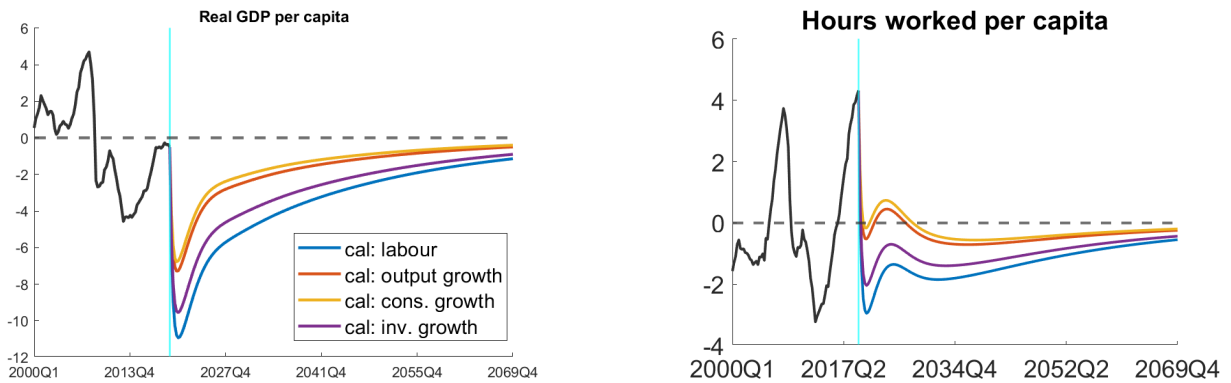 Real GDP per capita
6
4
2
0
-2
-4
-6
-8
-10
-12
2000Q1 2013Q4 2027Q4 2041Q4 2055Q4 2069Q4
cal: labour
cal: output growth
cal: cons. growth
cal: inv. growth
Hours worked per capita
6
4
2
0
-2
-4
2000Q1 2017Q2 2034Q4 2052Q2 2069Q4